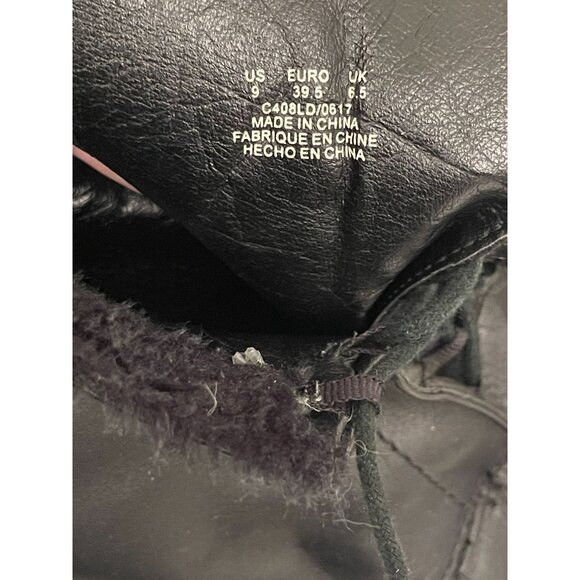 US EURO UK
9 39.5 6.5
C408LD/0617
MADE IN CHINA
FABRIQUE EN CHINE
HECHO EN CHINA